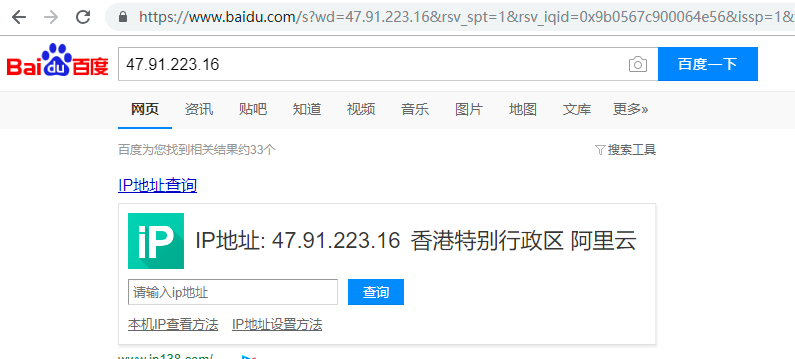 https://www.baidu.com/s?wd=47.91.223.16&rsv_spt=1&rsv_iqid=0x9b0567c900064e56&issp=1&
Bai du 百度
47.91.223.16
百度一下
网页 资讯 贴吧 知道 视频 音乐 图片 地图 文库 更多»
百度为您找到相关结果约33个
搜索工具
IP地址查询
iP
IP地址: 47.91.223.16 香港特别行政区 阿里云
请输入ip地址
查询
本机IP查看方法 IP地址设置方法
www.ip138.com/